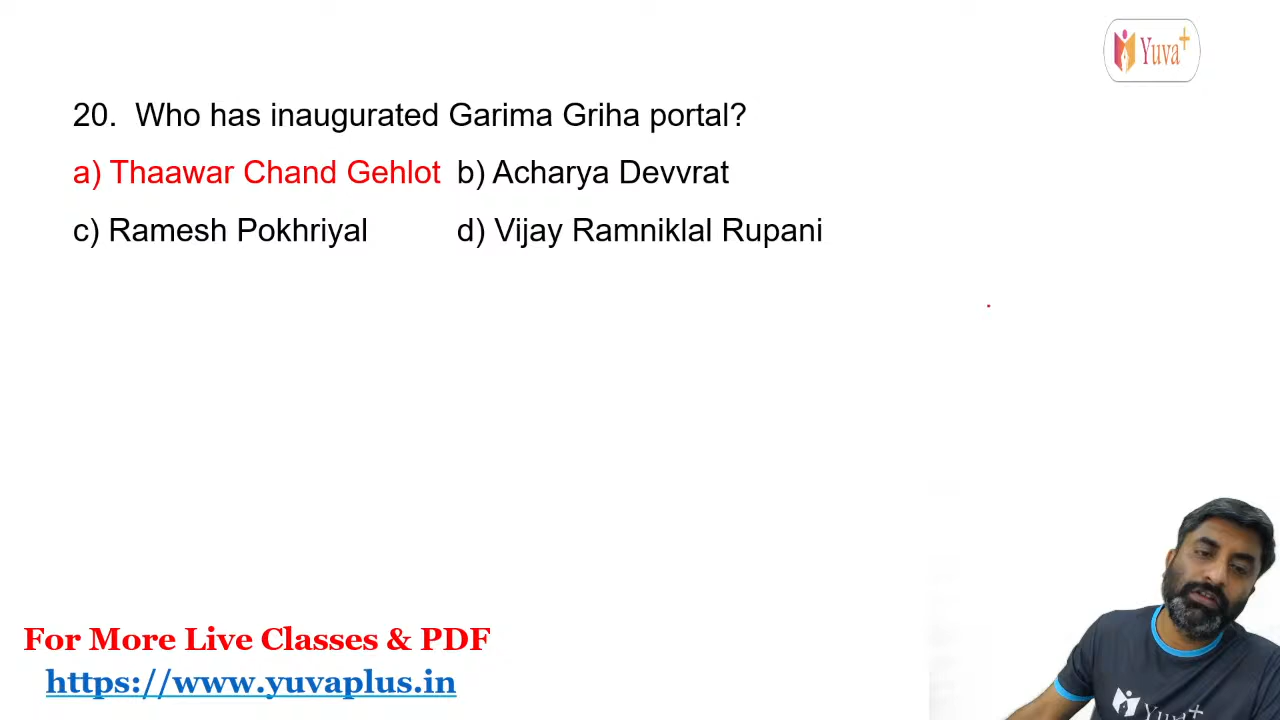 Yuva+
20. Who has inaugurated Garima Griha portal?
a) Thaawar Chand Gehlot b) Acharya Devvrat
c) Ramesh Pokhriyal d) Vijay Ramniklal Rupani
For More Live Classes & PDF
https://www.yuvaplus.in
Yuva+